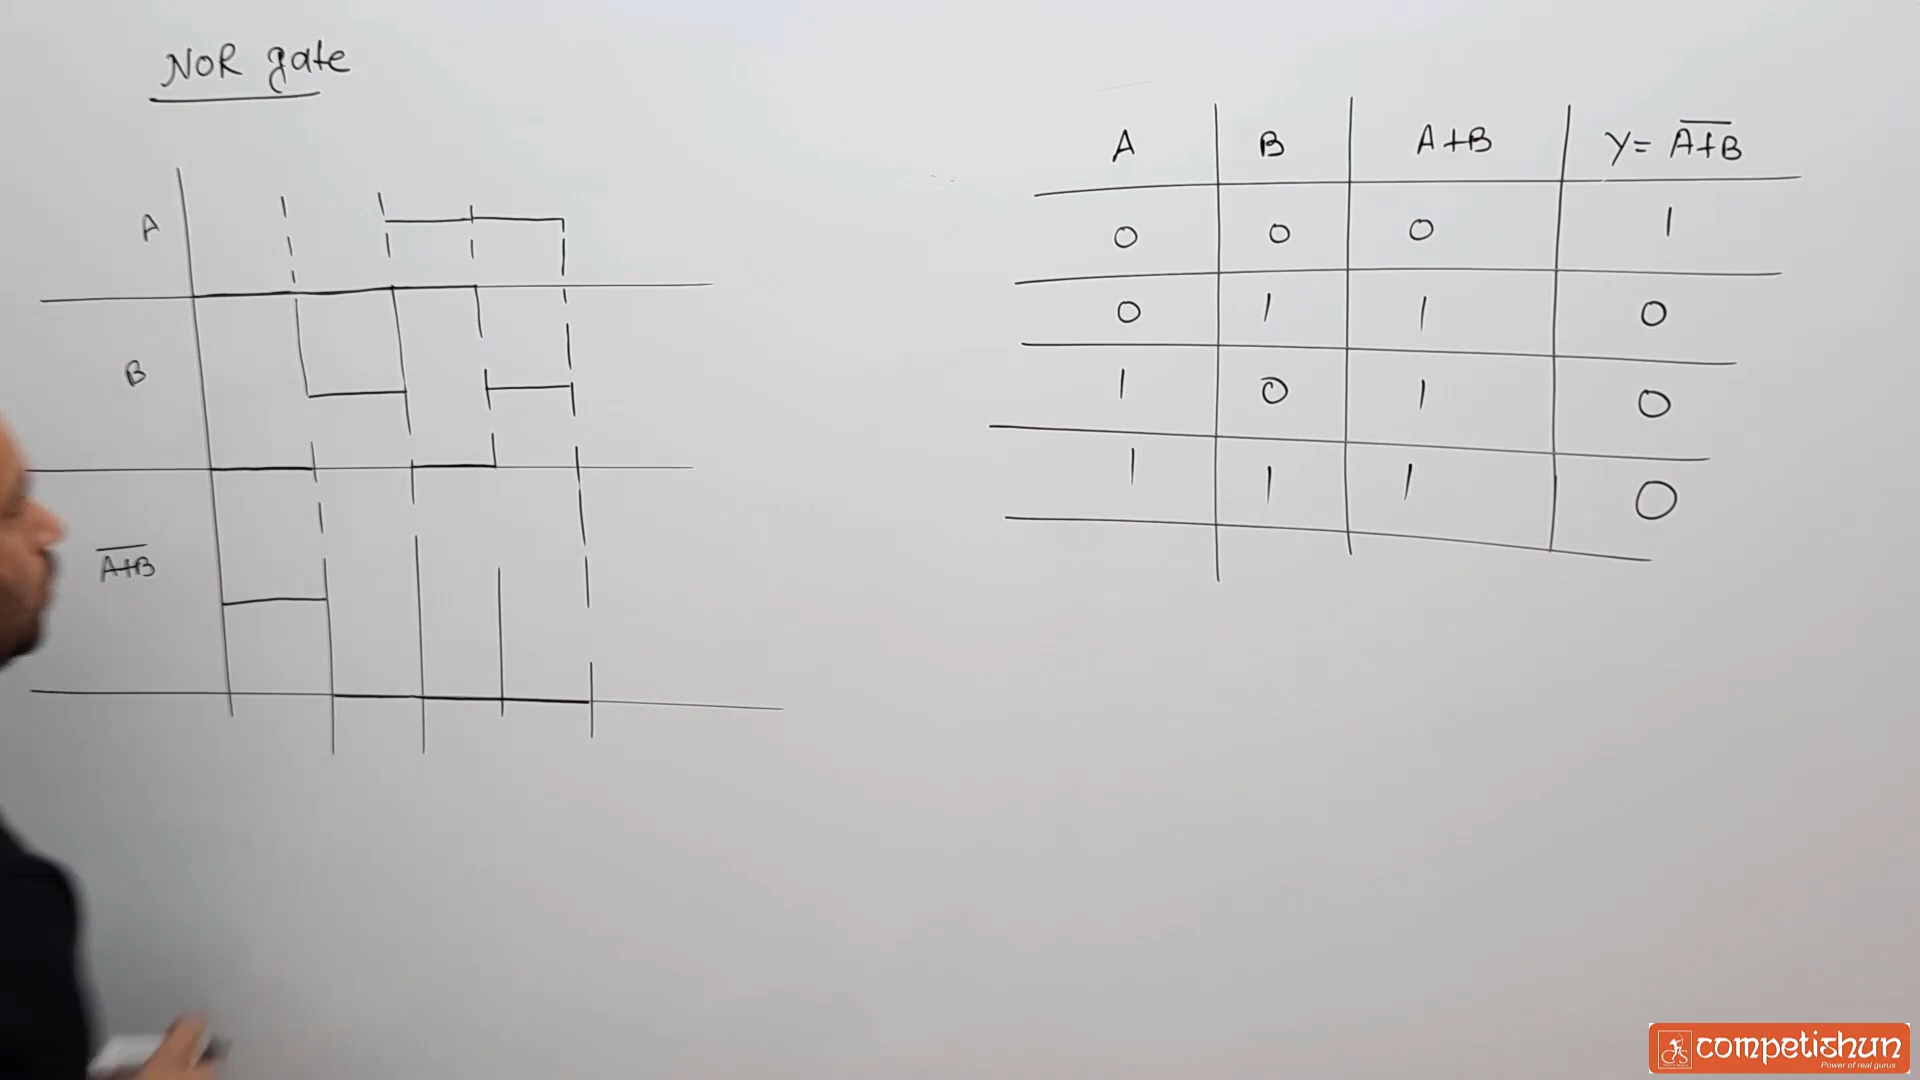 NOR gate
A
B
A+B
A B A+B Y= A+B
0 0 0 1
0 1 1 0
1 0 1 0
1 1 1 0
competishun
Power of real gurus